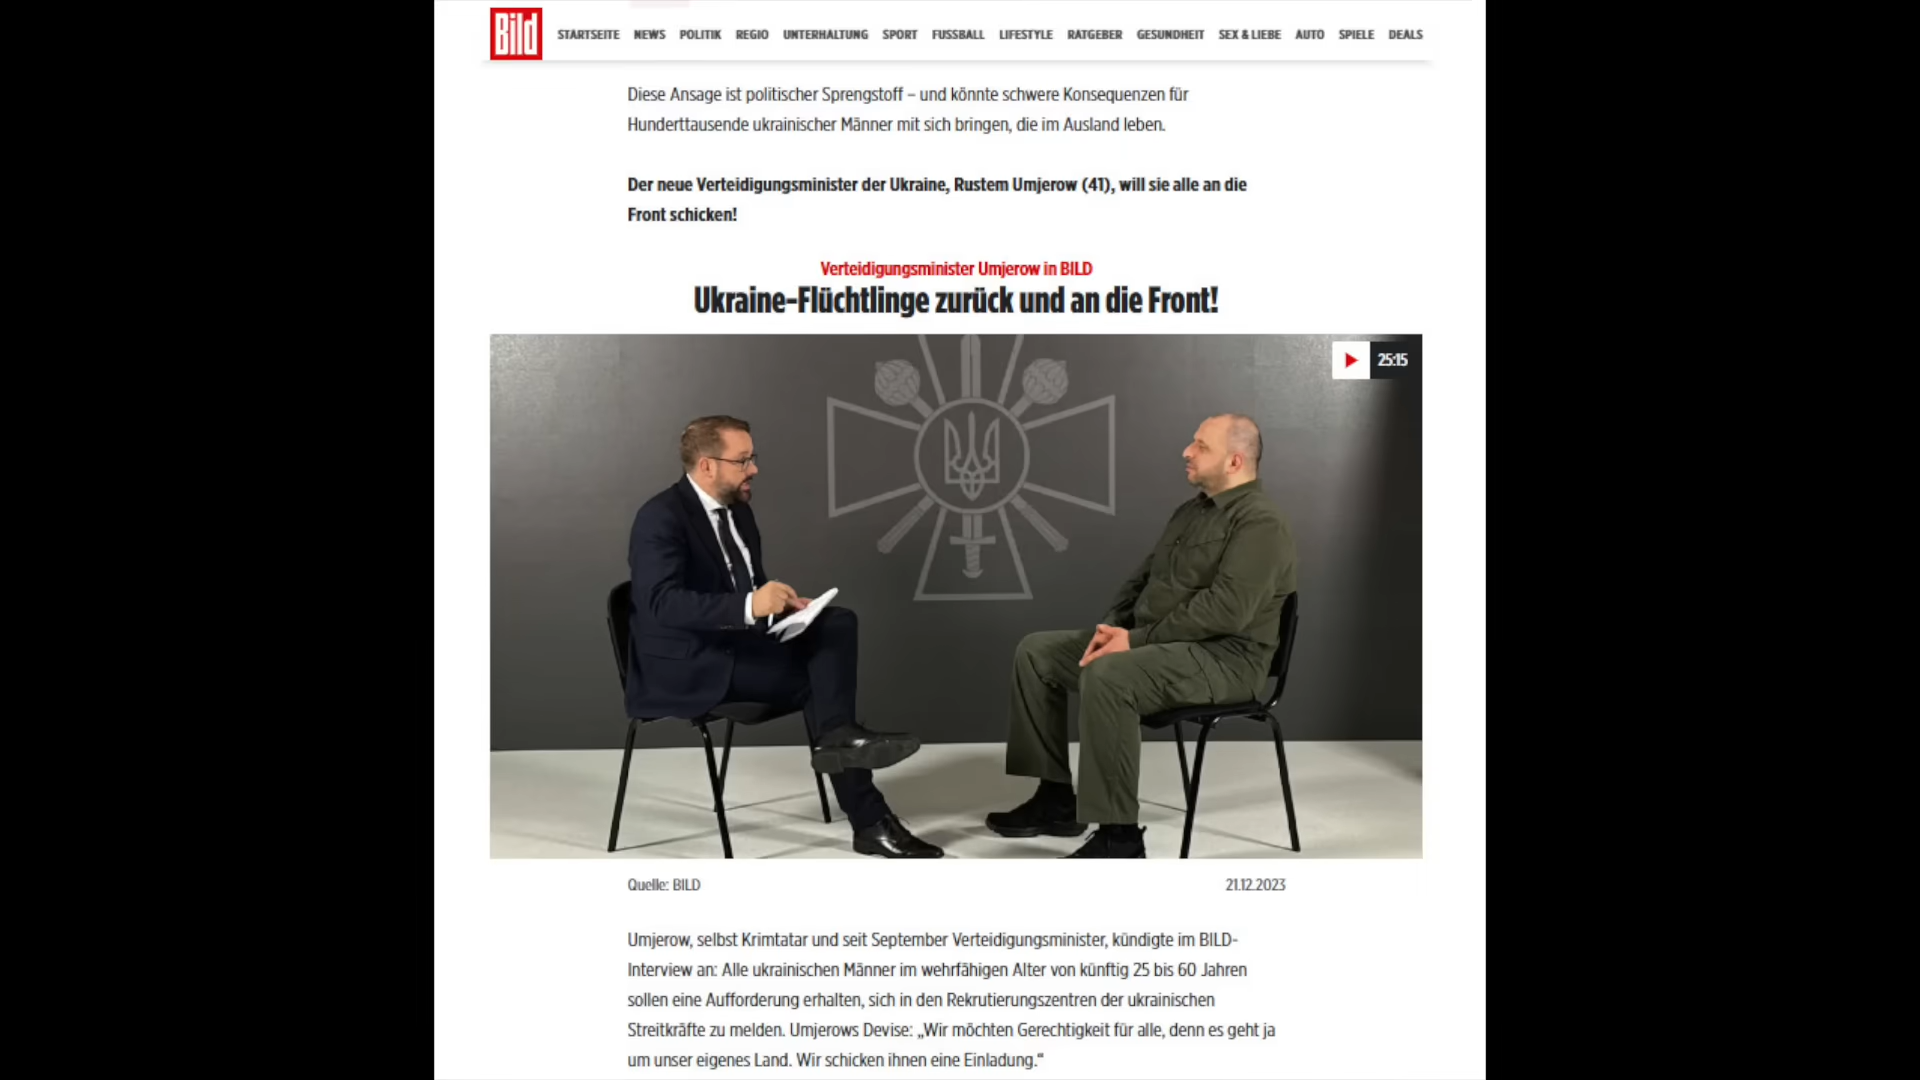 Bild STARTSEITE NEWS POLITIK REGIO UNTERHALTUNG SPORT FUSSBALL LIFESTYLE RATGEBER GESUNDHEIT SEX & LIEBE AUTO SPIELE DEALS
Diese Ansage ist politischer Sprengstoff – und könnte schwere Konsequenzen für
Hunderttausende ukrainischer Männer mit sich bringen, die im Ausland leben.
Der neue Verteidigungsminister der Ukraine, Rustem Umjerow (41), will sie alle an die
Front schicken!
Verteidigungsminister Umjerow in BILD
Ukraine-Flüchtlinge zurück und an die Front!
25:15
Quelle: BILD 21.12.2023
Umjerow, selbst Krimtatar und seit September Verteidigungsminister, kündigte im BILD-
Interview an: Alle ukrainischen Männer im wehrfähigen Alter von künftig 25 bis 60 Jahren
sollen eine Aufforderung erhalten, sich in den Rekrutierungszentren der ukrainischen
Streitkräfte zu melden. Umjerows Devise: „Wir möchten Gerechtigkeit für alle, denn es geht ja
um unser eigenes Land. Wir schicken ihnen eine Einladung.“